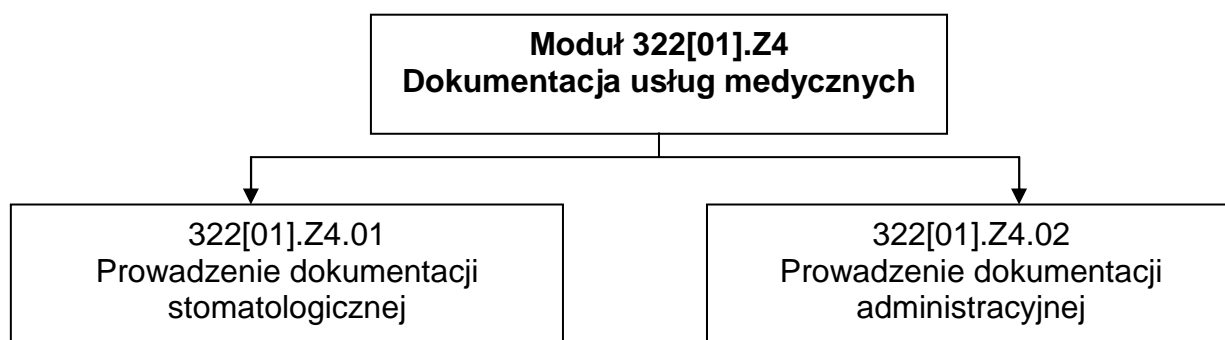 Moduł 322[01].Z4
Dokumentacja usług medycznych
322[01].Z4.01
Prowadzenie dokumentacji
stomatologicznej
322[01].Z4.02
Prowadzenie dokumentacji
administracyjnej